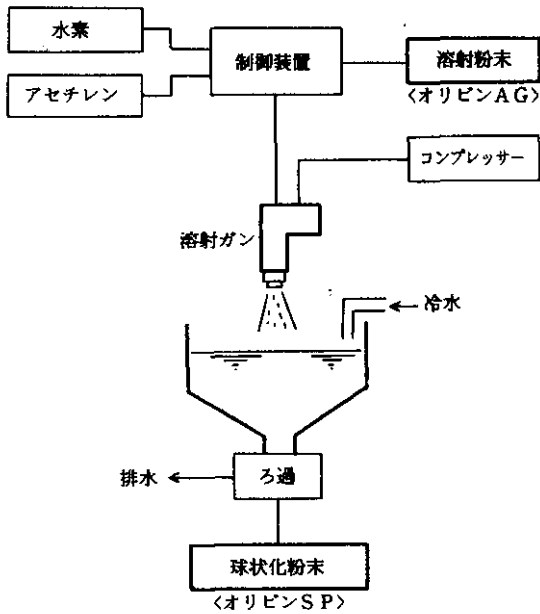 水素
アセチレン
制御装置
溶射粉末
〈オリビンAG〉
コンプレッサー
溶射ガン
冷水
排水
ろ過
球状化粉末
〈オリビンSP〉